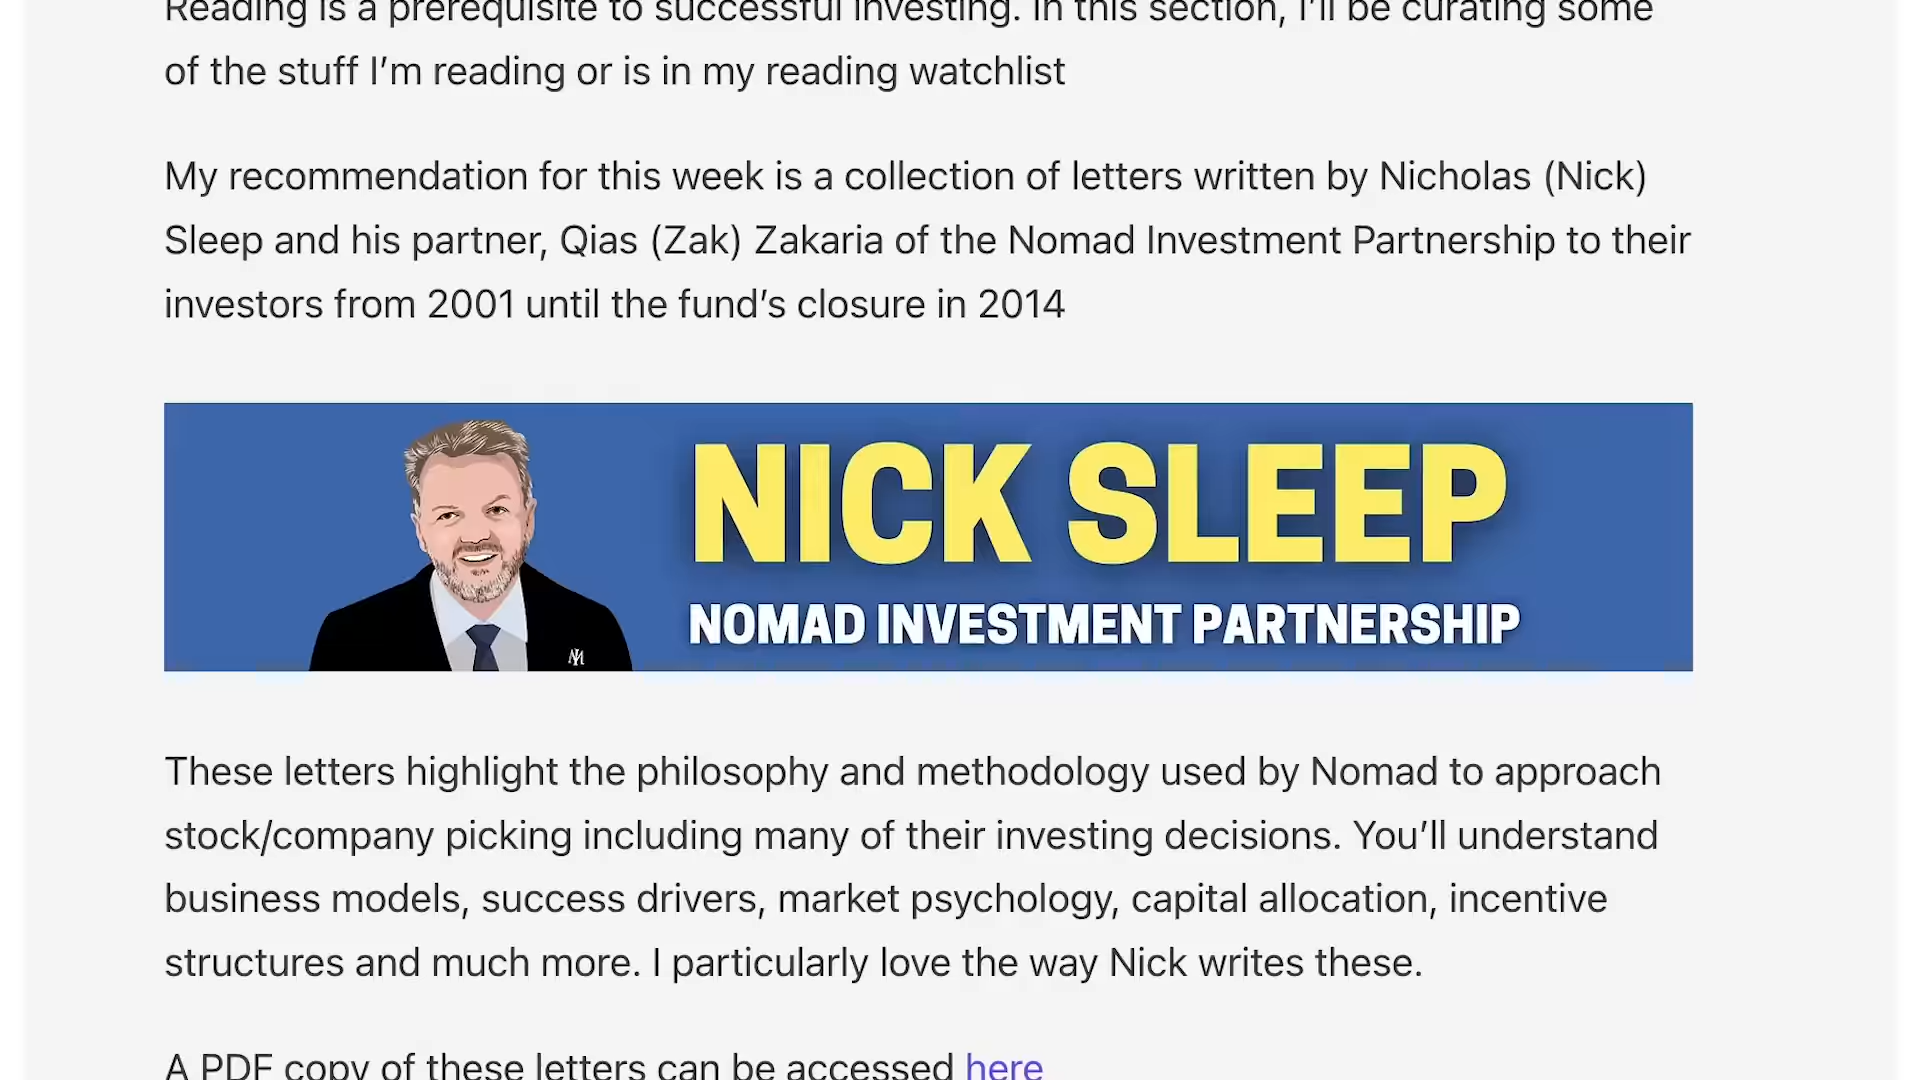 Reading is a prerequisite to successful investing. In this section, I’ll be curating some
of the stuff I’m reading or is in my reading watchlist
My recommendation for this week is a collection of letters written by Nicholas (Nick)
Sleep and his partner, Qias (Zak) Zakaria of the Nomad Investment Partnership to their
investors from 2001 until the fund’s closure in 2014
NICK SLEEP
NOMAD INVESTMENT PARTNERSHIP
These letters highlight the philosophy and methodology used by Nomad to approach
stock/company picking including many of their investing decisions. You’ll understand
business models, success drivers, market psychology, capital allocation, incentive
structures and much more. I particularly love the way Nick writes these.
A PDF copy of these letters can be accessed here